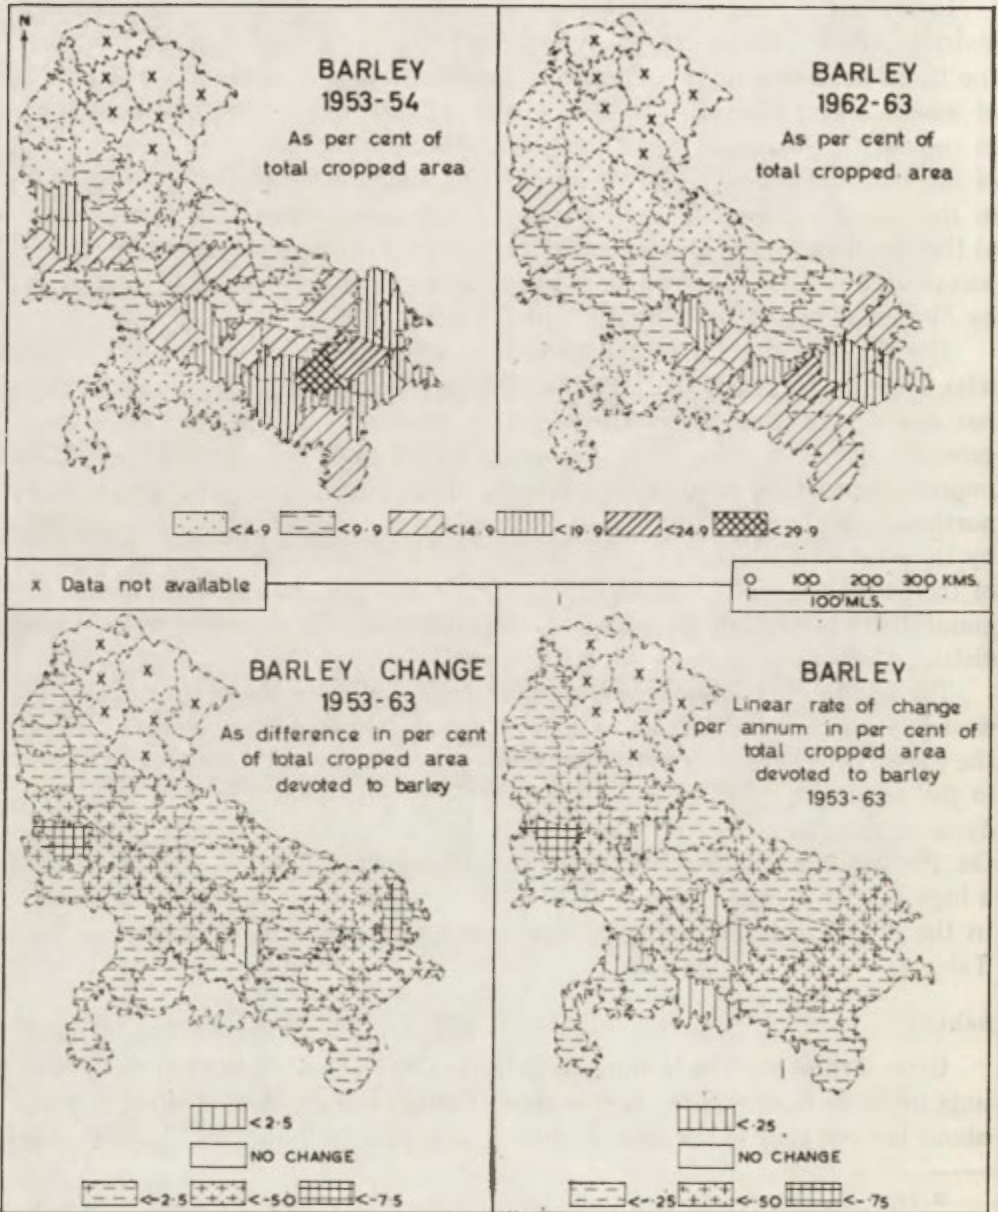 N
BARLEY
1953-54
As per cent of
total cropped area
x
x
x
x
x
x
x
BARLEY
1962-63
As per cent of
total cropped area
x
x
x
x
x
x
x
<4·9 <9·9 <14·9 <19·9 <24·9 <29·9
x Data not available
0 100 200 300 KMS.
100 MLS.
BARLEY CHANGE
1953-63
As difference in per cent
of total cropped area
devoted to barley
x
x
x
x
x
x
x
<2·5
NO CHANGE
<-2·5 <-5·0 <-7·5
BARLEY
Linear rate of change
per annum in per cent of
total cropped area
devoted to barley
1953-63
x
x
x
x
x
x
x
<·25
NO CHANGE
<-·25 <-·50 <-·75